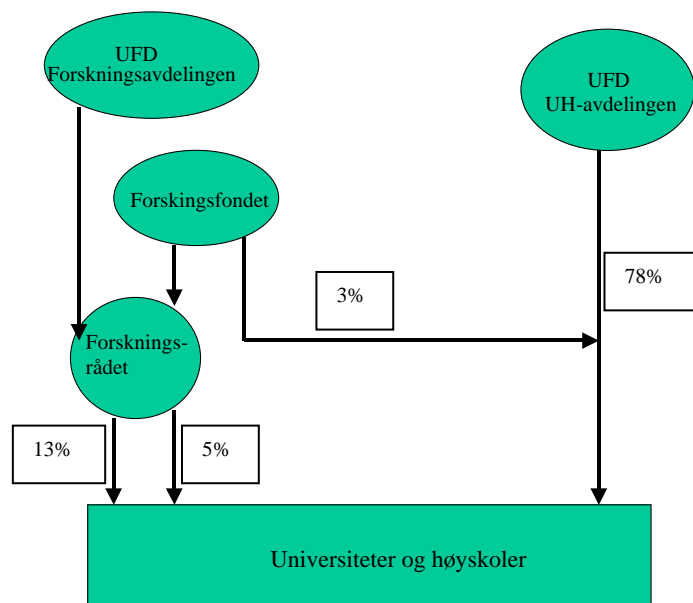 UFD
Forskningsavdelingen
UFD
UH-avdelingen
Forskingsfondet
3%
78%
Forsknings-
rådet
13%
5%
Universiteter og høyskoler